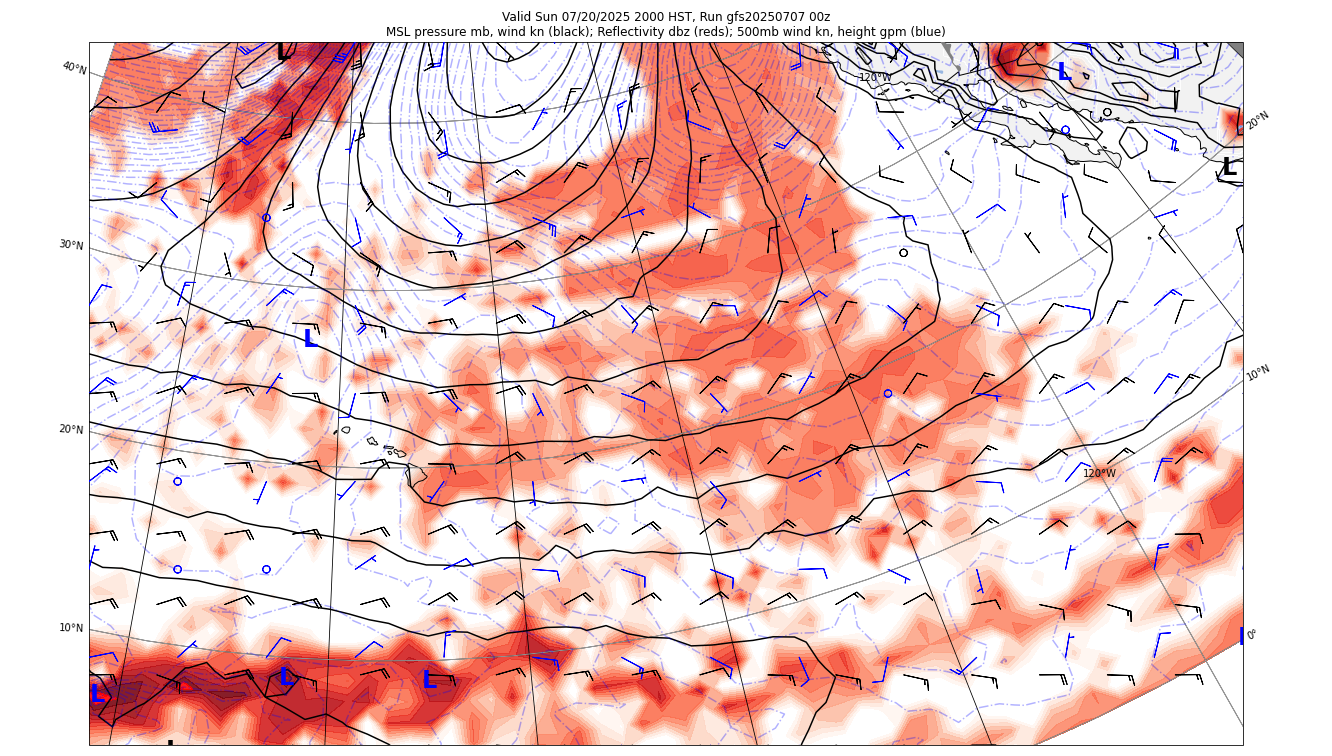 Valid Sun 07/20/2025 2000 HST, Run gfs20250707 00z
MSL pressure mb, wind kn (black); Reflectivity dbz (reds); 500mb wind kn, height gpm (blue)
L
40°N
120°W
L
20°N
L
30°N
L
10°N
20°N
120°W
10°N
0°
L
L
L